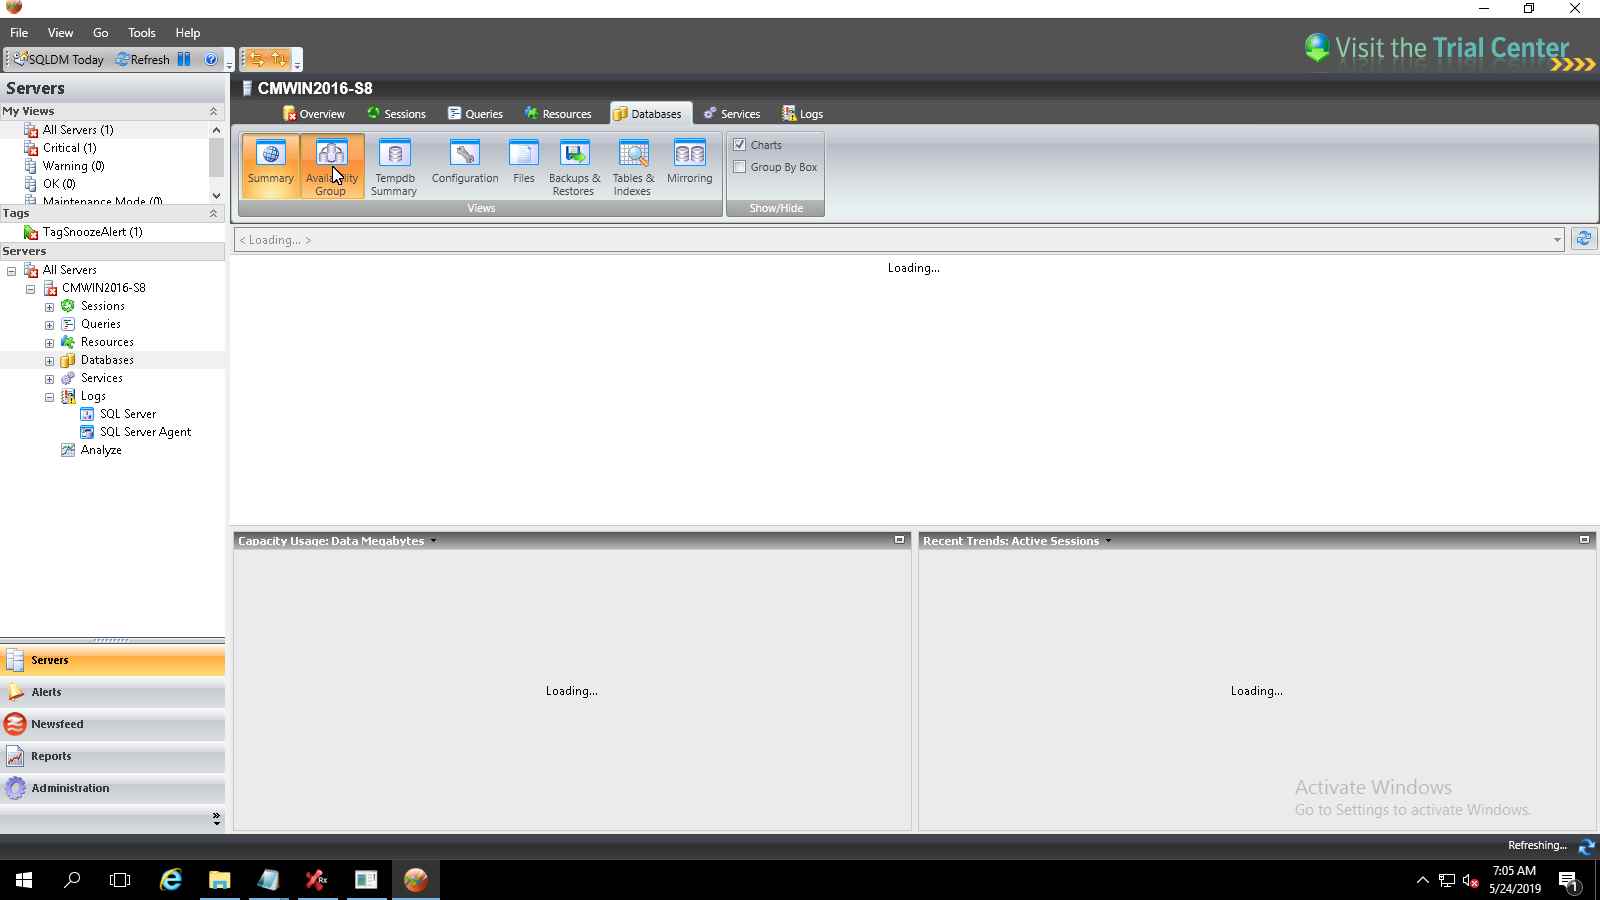 File View Go Tools Help
SQLDM Today Refresh
Visit the Trial Center
Servers
CMWIN2016-S8
My Views
Overview Sessions Queries Resources Databases Services Logs
All Servers (1)
Critical (1)
Warning (0)
OK (0)
Maintenance Mode (0)
Summary
Availability Group
Tempdb Summary
Configuration
Files
Backups & Restores
Tables & Indexes
Mirroring
Views
Charts
Group By Box
Show/Hide
Tags
TagSnoozeAlert (1)
Servers
All Servers
CMWIN2016-S8
Sessions
Queries
Resources
Databases
Services
Logs
SQL Server
SQL Server Agent
Analyze
< Loading... >
Loading...
Capacity Usage: Data Megabytes
Loading...
Recent Trends: Active Sessions
Loading...
Servers
Alerts
Newsfeed
Reports
Administration
Activate Windows
Go to Settings to activate Windows.
Refreshing...
Rx
7:05 AM
5/24/2019
1